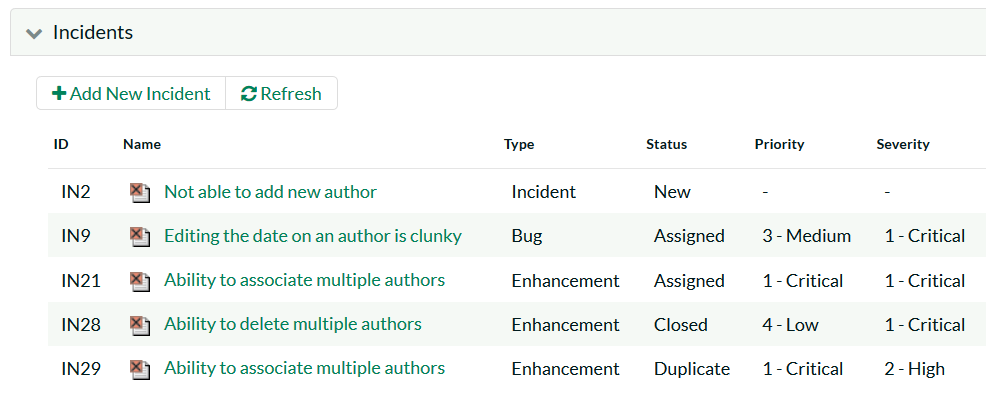 Incidents
Add New Incident Refresh
ID Name Type Status Priority Severity
IN2 Not able to add new author Incident New - -
IN9 Editing the date on an author is clunky Bug Assigned 3 - Medium 1 - Critical
IN21 Ability to associate multiple authors Enhancement Assigned 1 - Critical 1 - Critical
IN28 Ability to delete multiple authors Enhancement Closed 4 - Low 1 - Critical
IN29 Ability to associate multiple authors Enhancement Duplicate 1 - Critical 2 - High